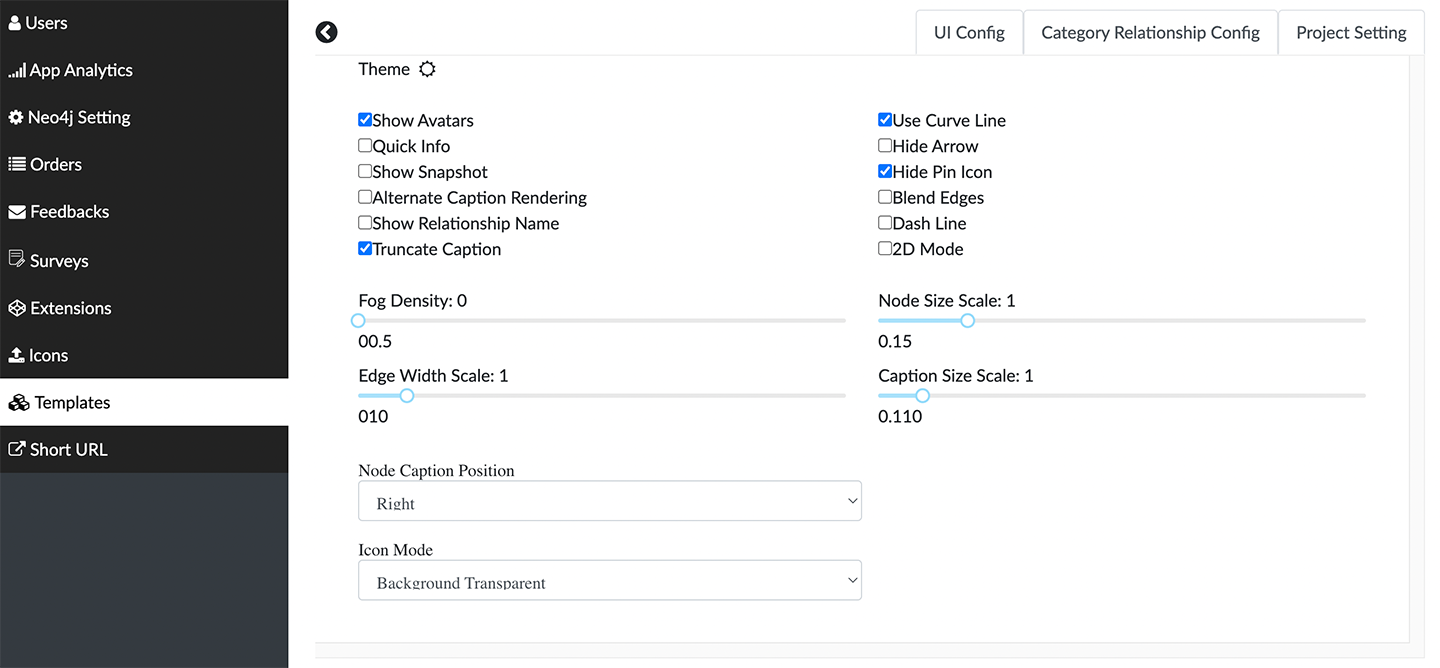 Users
App Analytics
Neo4j Setting
Orders
Feedbacks
Surveys
Extensions
Icons
Templates
Short URL
UI Config
Category Relationship Config
Project Setting
Theme
Show Avatars
Quick Info
Show Snapshot
Alternate Caption Rendering
Show Relationship Name
Truncate Caption
Use Curve Line
Hide Arrow
Hide Pin Icon
Blend Edges
Dash Line
2D Mode
Fog Density: 0
00.5
Node Size Scale: 1
0.15
Edge Width Scale: 1
010
Caption Size Scale: 1
0.110
Node Caption Position
Right
Icon Mode
Background Transparent